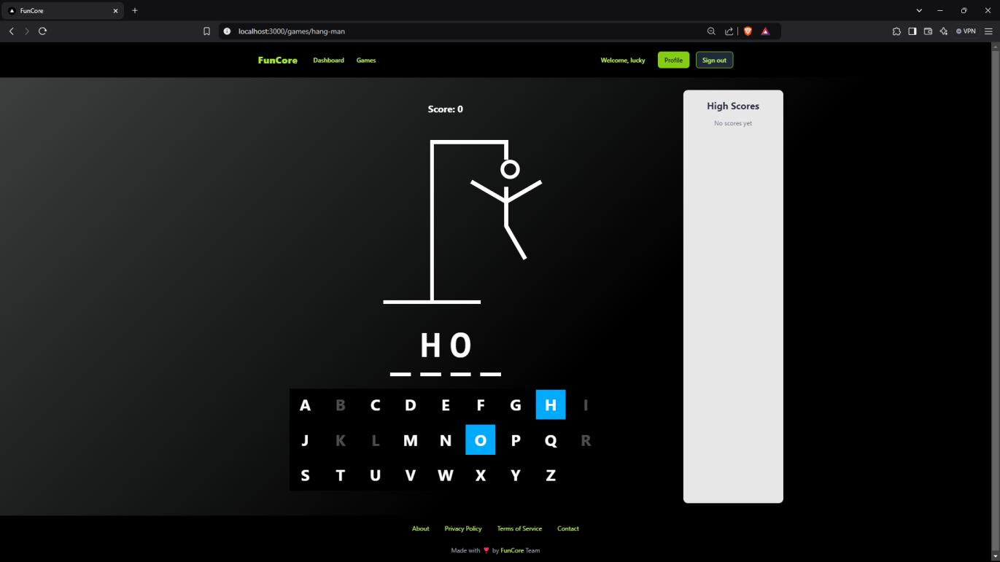 FunCore
localhost:3000/games/hang-man
VPN
FunCore Dashboard Games Welcome, lucky Profile Sign out
Score: 0
High Scores
No scores yet
H O
A B C D E F G H I
J K L M N O P Q R
S T U V W X Y Z
About Privacy Policy Terms of Service Contact
Made with ❣ by FunCore Team